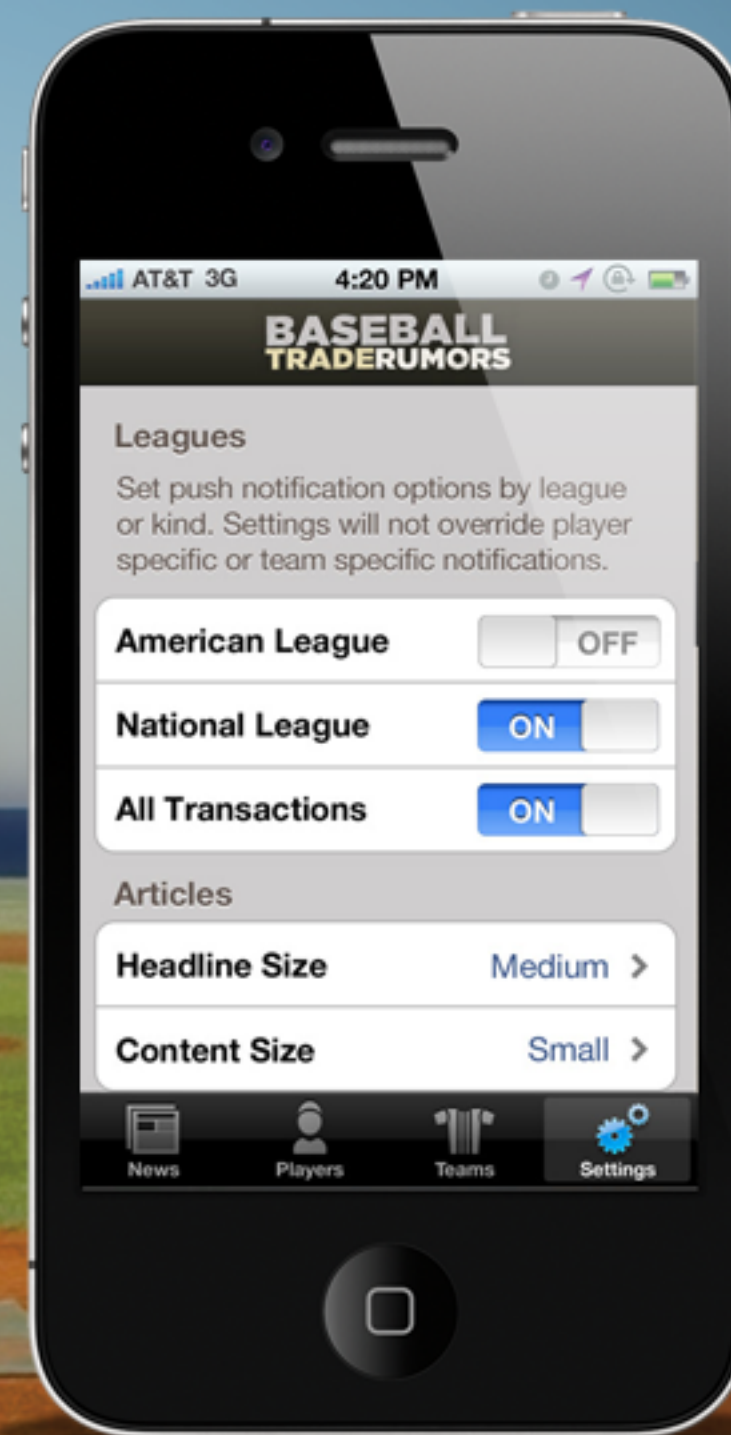 AT&T 3G 4:20 PM
BASEBALL
TRADERUMORS
Leagues
Set push notification options by league
or kind. Settings will not override player
specific or team specific notifications.
American League OFF
National League ON
All Transactions ON
Articles
Headline Size Medium
Content Size Small
News Players Teams Settings